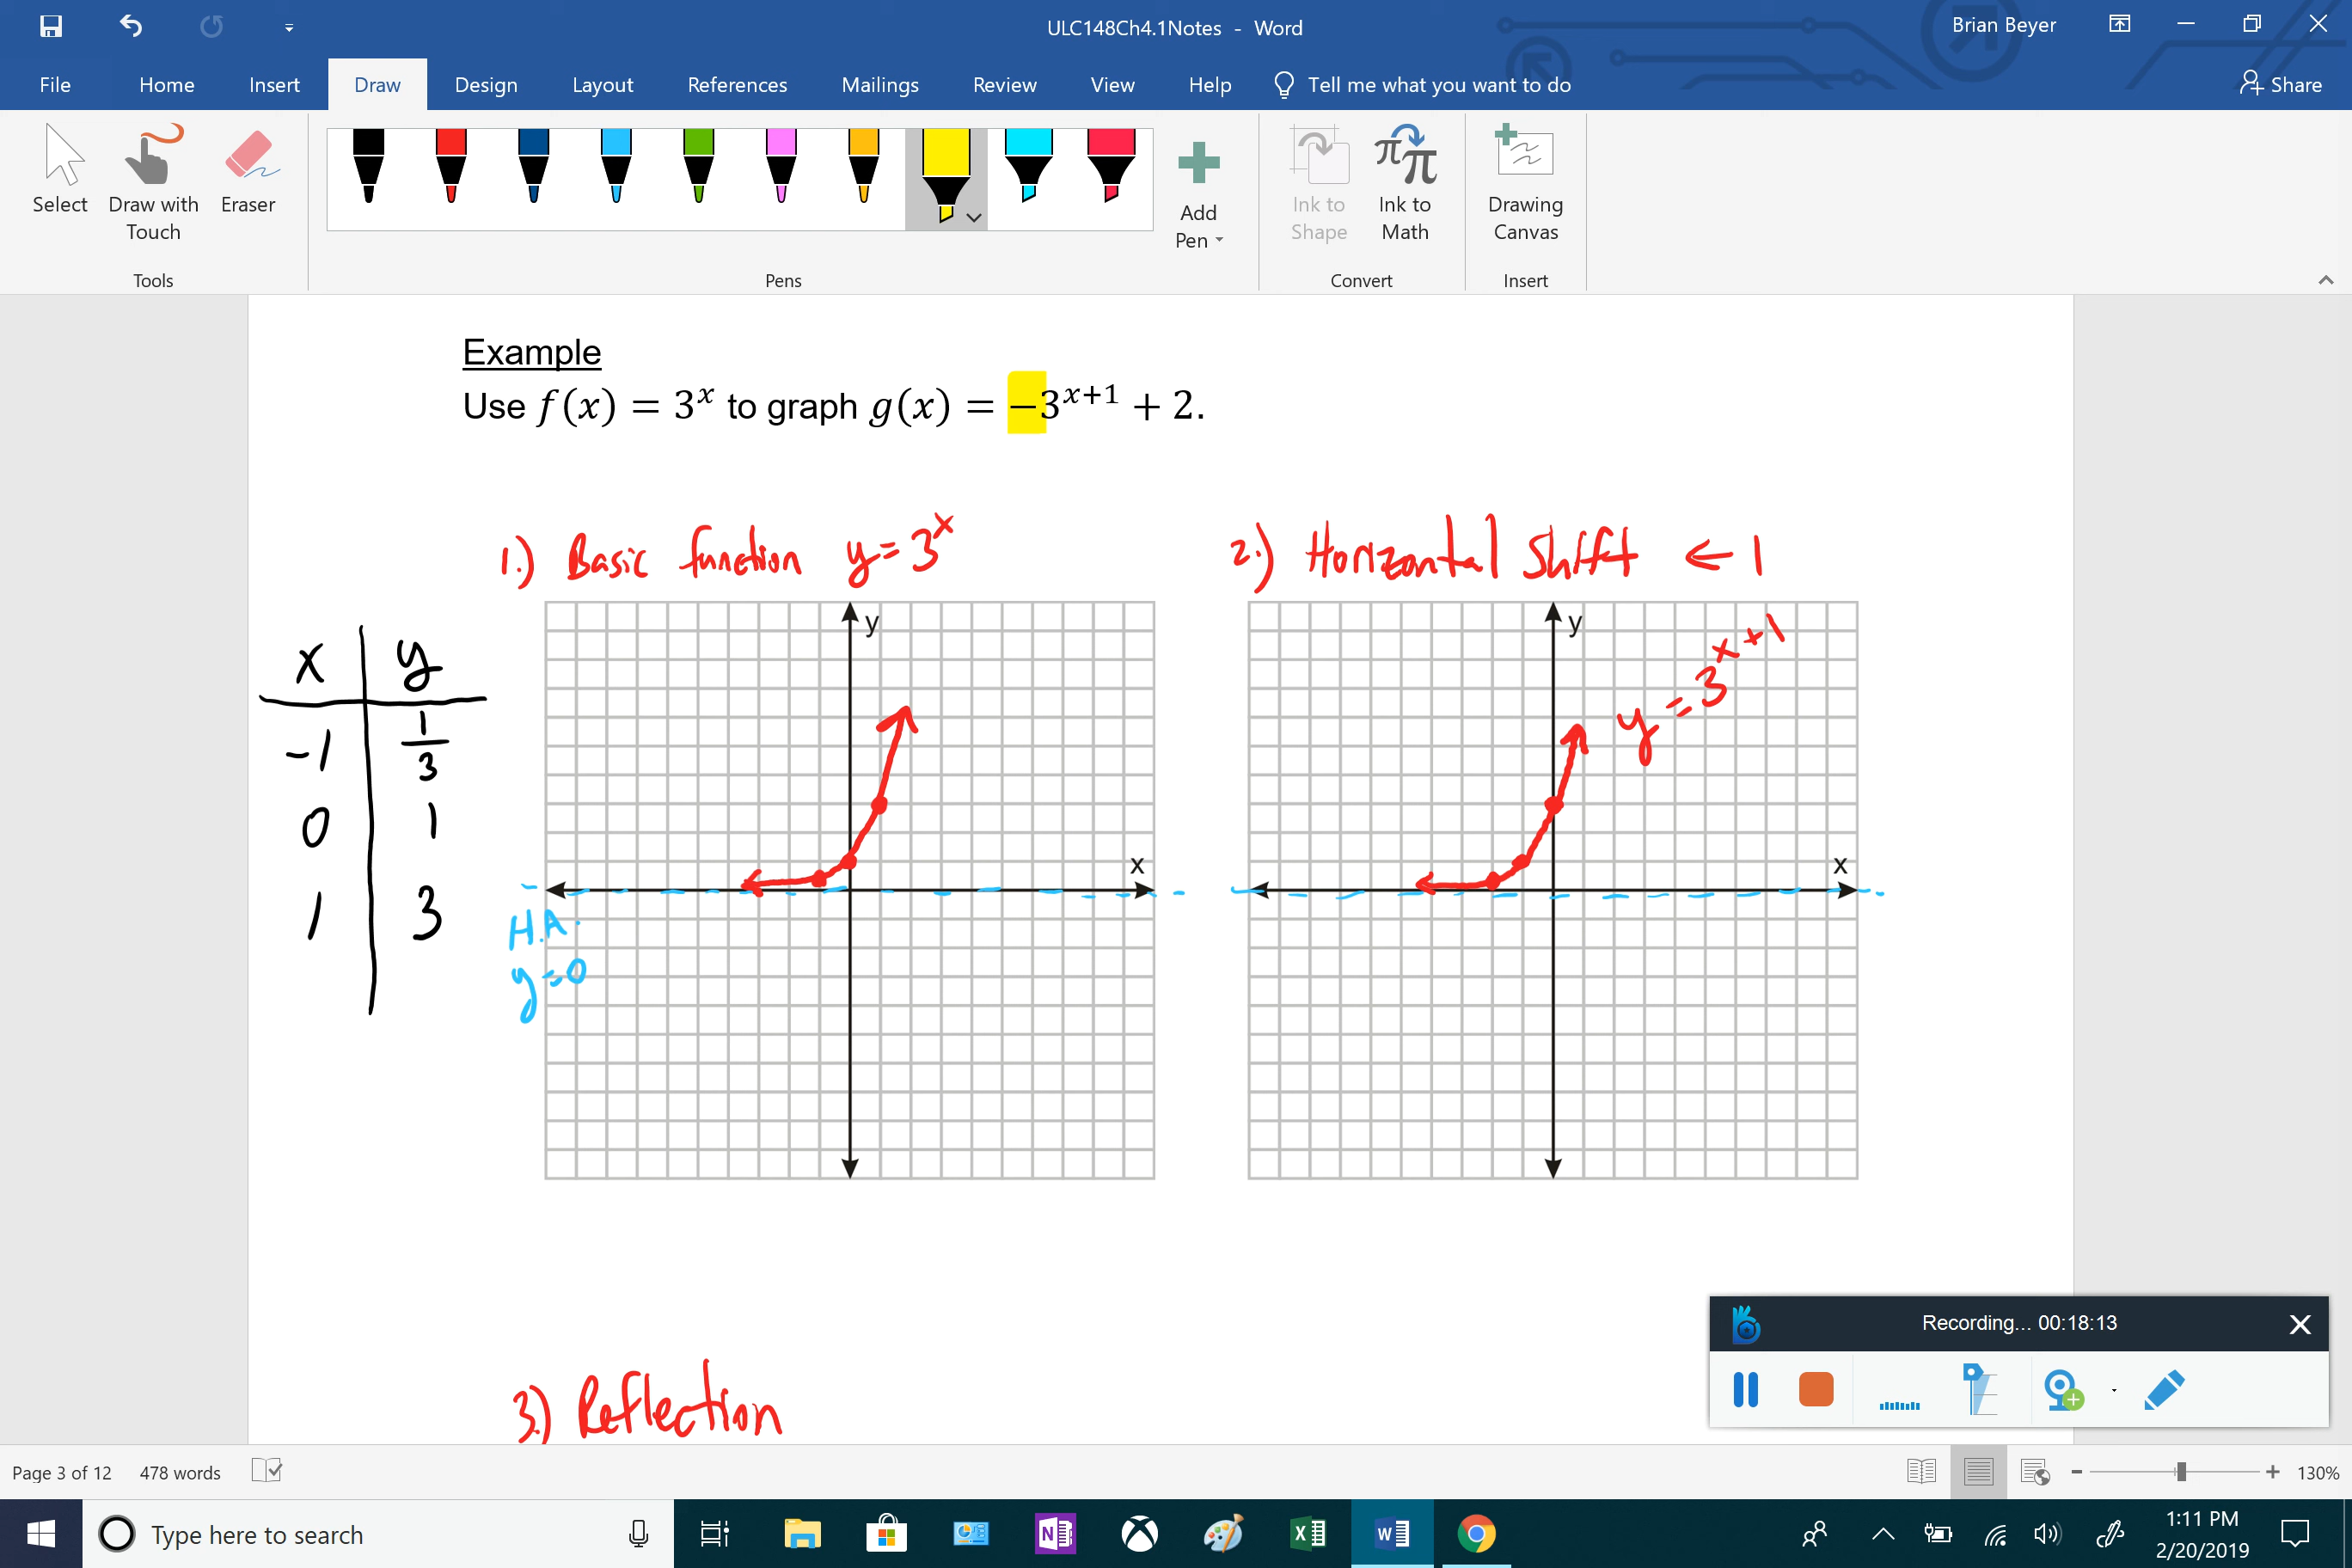 ULC148Ch4.1Notes - Word
Brian Beyer
File Home Insert Draw Design Layout References Mailings Review View Help Tell me what you want to do Share
Select Draw with Touch Eraser
Add Pen
Ink to Shape
Ink to Math
Drawing Canvas
Tools Pens Convert Insert
Example
Use f(x) = 3^x to graph g(x) = −3^{x+1} + 2.
1.) Basic function y = 3^x
2.) Horizontal Shift ← 1
x y
-1 1/3
0 1
1 3
y
x
H.A.
y=0
y
y = 3^{x+1}
x
3.) Reflection
Recording... 00:18:13
Page 3 of 12 478 words
130%
Type here to search
1:11 PM
2/20/2019